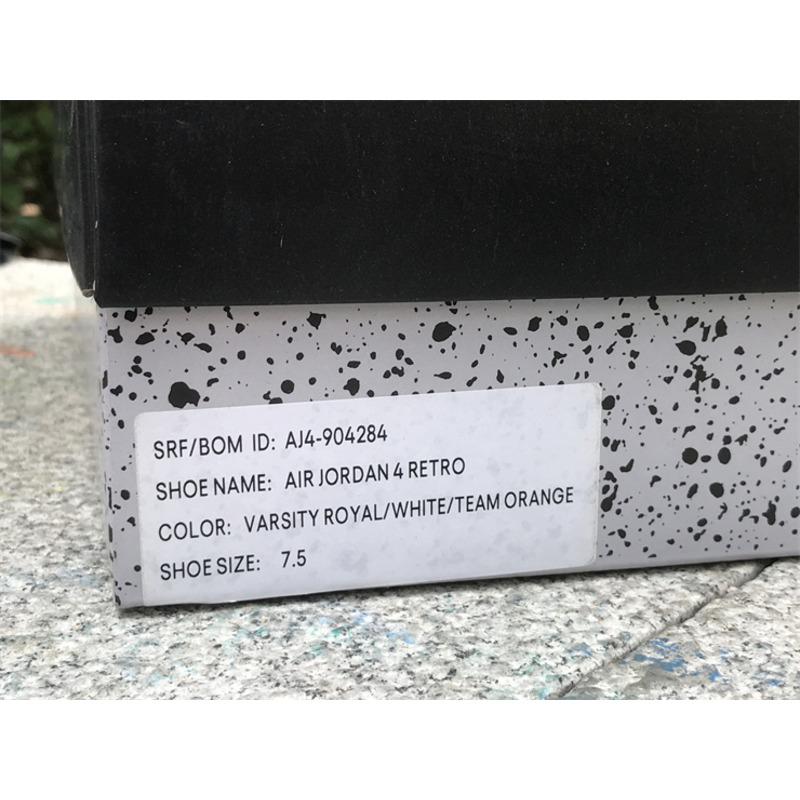 SRF/BOM ID: AJ4-904284
SHOE NAME: AIR JORDAN 4 RETRO
COLOR: VARSITY ROYAL/WHITE/TEAM ORANGE
SHOE SIZE: 7.5